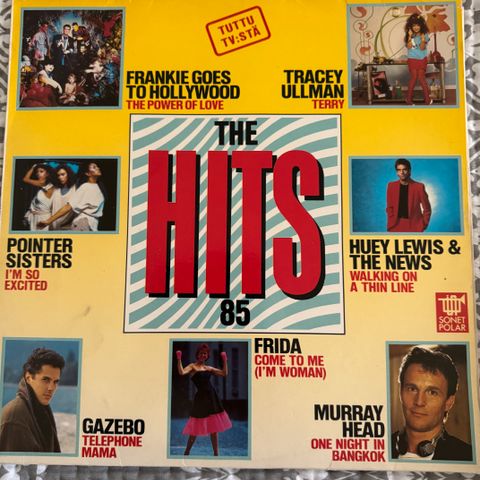 TUTTU
TV:STÄ
FRANKIE GOES
TO HOLLYWOOD
THE POWER OF LOVE
TRACEY
ULLMAN
TERRY
THE
HITS
85
POINTER
SISTERS
I'M SO
EXCITED
HUEY LEWIS &
THE NEWS
WALKING ON
A THIN LINE
SONET
POLAR
FRIDA
COME TO ME
(I'M WOMAN)
GAZEBO
TELEPHONE
MAMA
MURRAY
HEAD
ONE NIGHT IN
BANGKOK